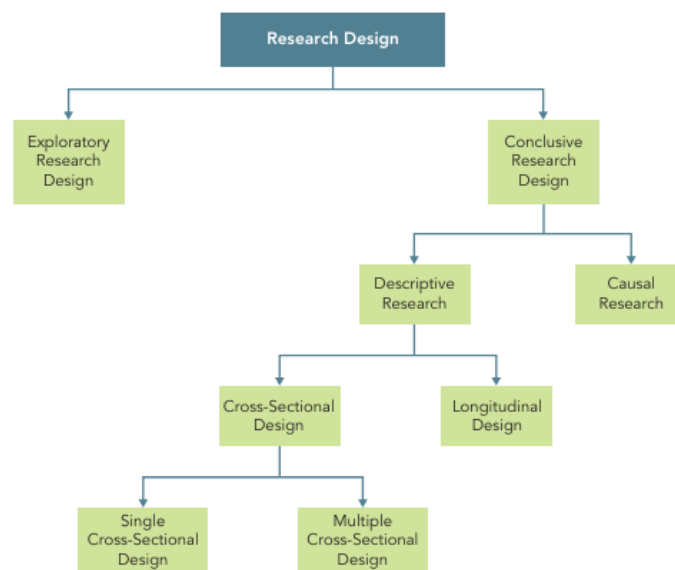 Research Design
Exploratory
Research
Design
Conclusive
Research
Design
Descriptive
Research
Causal
Research
Cross-Sectional
Design
Longitudinal
Design
Single
Cross-Sectional
Design
Multiple
Cross-Sectional
Design